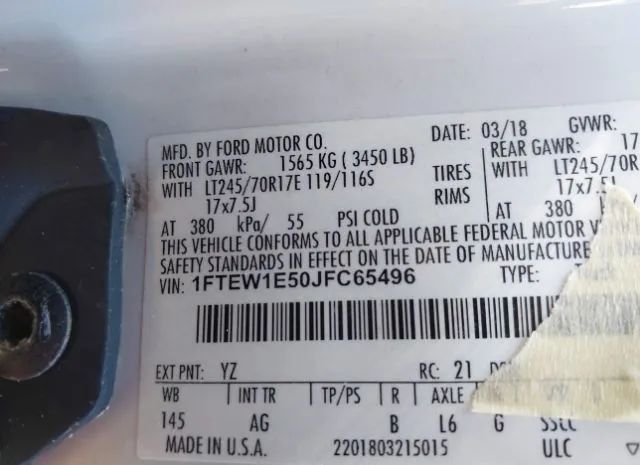 MFD. BY FORD MOTOR CO. DATE: 03/18 GVWR:
FRONT GAWR: 1565 KG ( 3450 LB) REAR GAWR: 17
WITH LT245/70R17E 119/116S TIRES WITH LT245/70R
17x7.5J RIMS 17x7.5J
AT 380 kPa/ 55 PSI COLD AT 380 kP
THIS VEHICLE CONFORMS TO ALL APPLICABLE FEDERAL MOTOR V
SAFETY STANDARDS IN EFFECT ON THE DATE OF MANUFACTURE
VIN: 1FTEW1E50JFC65496 TYPE:
EXT PNT: YZ RC: 21
WB INT TR TP/PS R AXLE
145 AG B L6 G SSCC
MADE IN U.S.A. 2201803215015 ULC